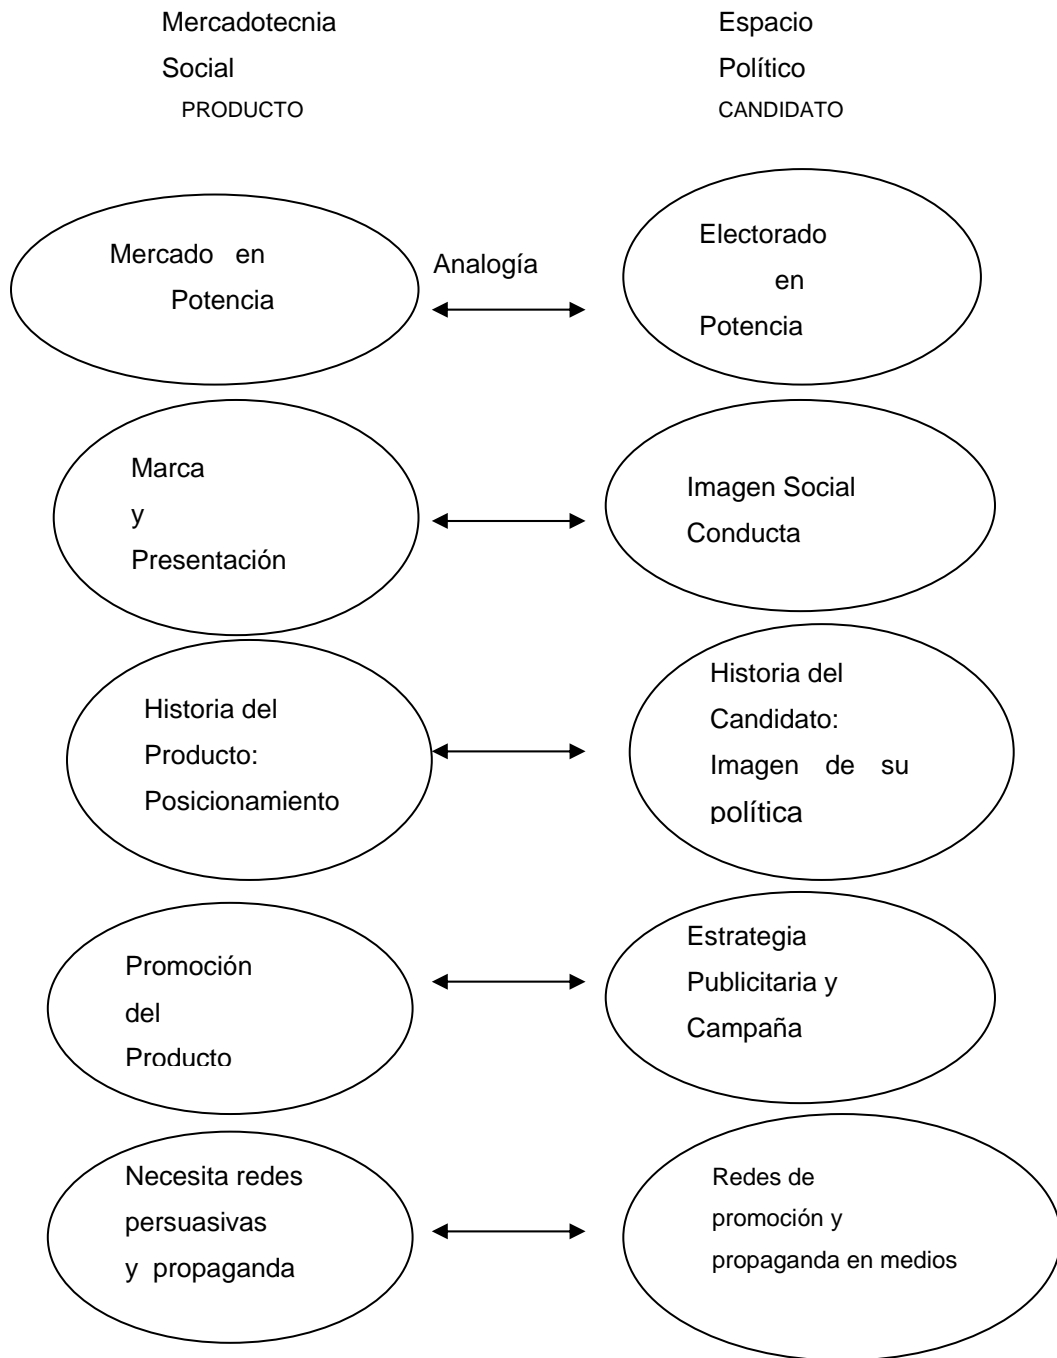 Mercadotecnia
Social
PRODUCTO
Espacio
Político
CANDIDATO
Mercado en
Potencia
Analogía
Electorado
en
Potencia
Marca
y
Presentación
Imagen Social
Conducta
Historia del
Producto:
Posicionamiento
Historia del
Candidato:
Imagen de su
política
Promoción
del
Producto
Estrategia
Publicitaria y
Campaña
Necesita redes
persuasivas
y propaganda
Redes de
promoción y
propaganda en medios